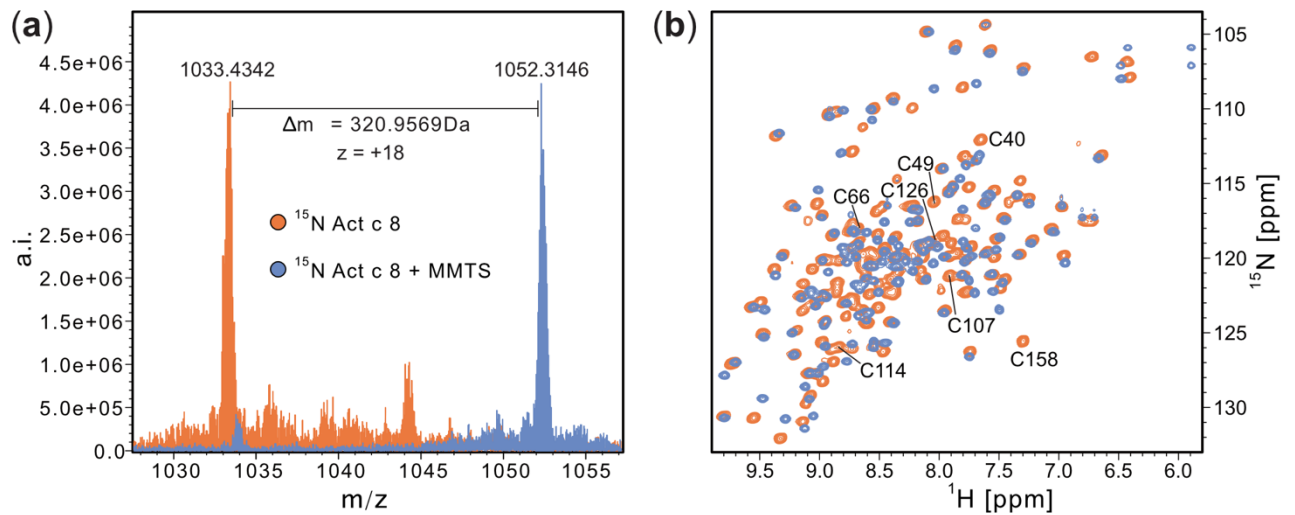 (a)
a.i.
4.5e+06
4.0e+06
3.5e+06
3.0e+06
2.5e+06
2.0e+06
1.5e+06
1.0e+06
5.0e+05
0.0
1033.4342
1052.3146
Δm = 320.9569Da
z = +18
¹⁵N Act c 8
¹⁵N Act c 8 + MMTS
1030 1035 1040 1045 1050 1055
m/z
(b)
C40
C49
C126
C66
C107
C158
C114
105
110
115
120
125
130
¹⁵N [ppm]
9.5 9.0 8.5 8.0 7.5 7.0 6.5 6.0
¹H [ppm]